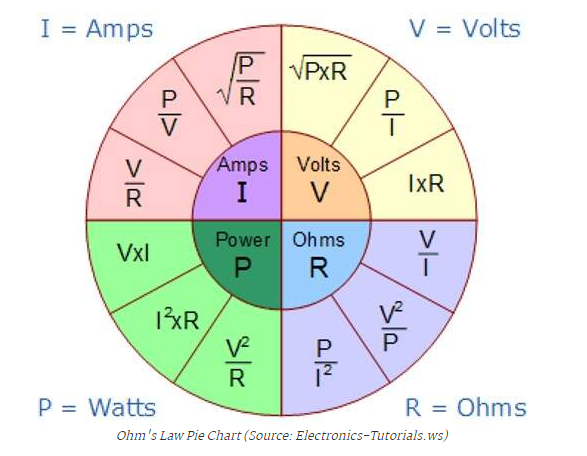 I = Amps
V = Volts
√P/R
√PxR
P/V
P/I
V/R
Amps
I
Volts
V
IxR
VxI
Power
P
Ohms
R
V/I
I²xR
V²/P
V²/R
P/I²
P = Watts
R = Ohms
Ohm's Law Pie Chart (Source: Electronics-Tutorials.ws)